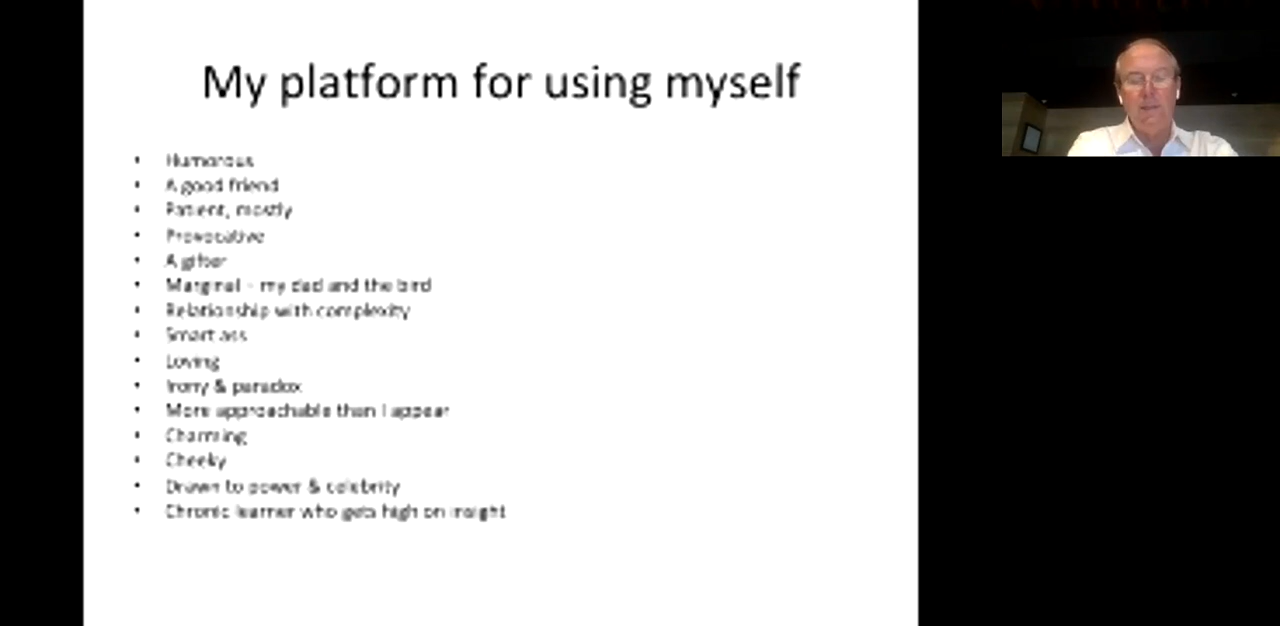 My platform for using myself
• Humorous
• A good friend
• Patient, mostly
• Provocative
• A gifter
• Marginal - my dad and the bird
• Relationship with complexity
• Smart ass
• Loving
• Irony & paradox
• More approachable than I appear
• Charming
• Cheeky
• Drawn to power & celebrity
• Chronic learner who gets high on insight